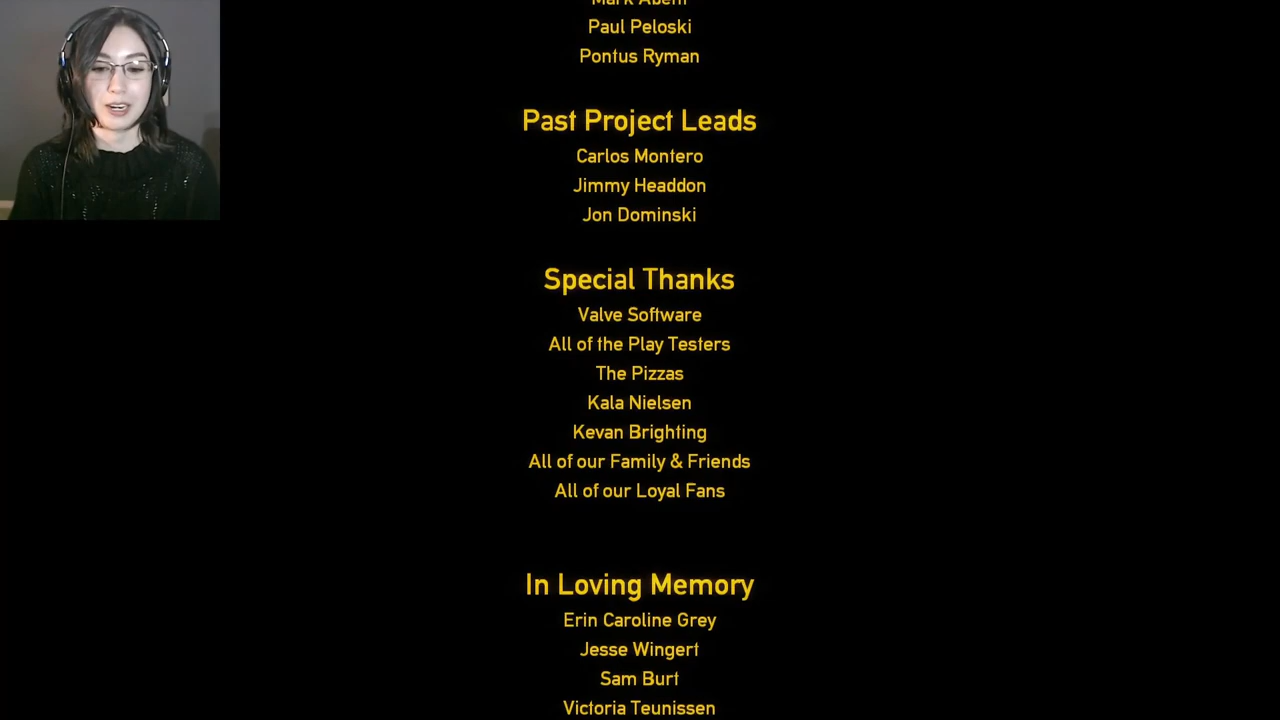 Paul Peloski
Pontus Ryman
Past Project Leads
Carlos Montero
Jimmy Headdon
Jon Dominski
Special Thanks
Valve Software
All of the Play Testers
The Pizzas
Kala Nielsen
Kevan Brighting
All of our Family & Friends
All of our Loyal Fans
In Loving Memory
Erin Caroline Grey
Jesse Wingert
Sam Burt
Victoria Teunissen